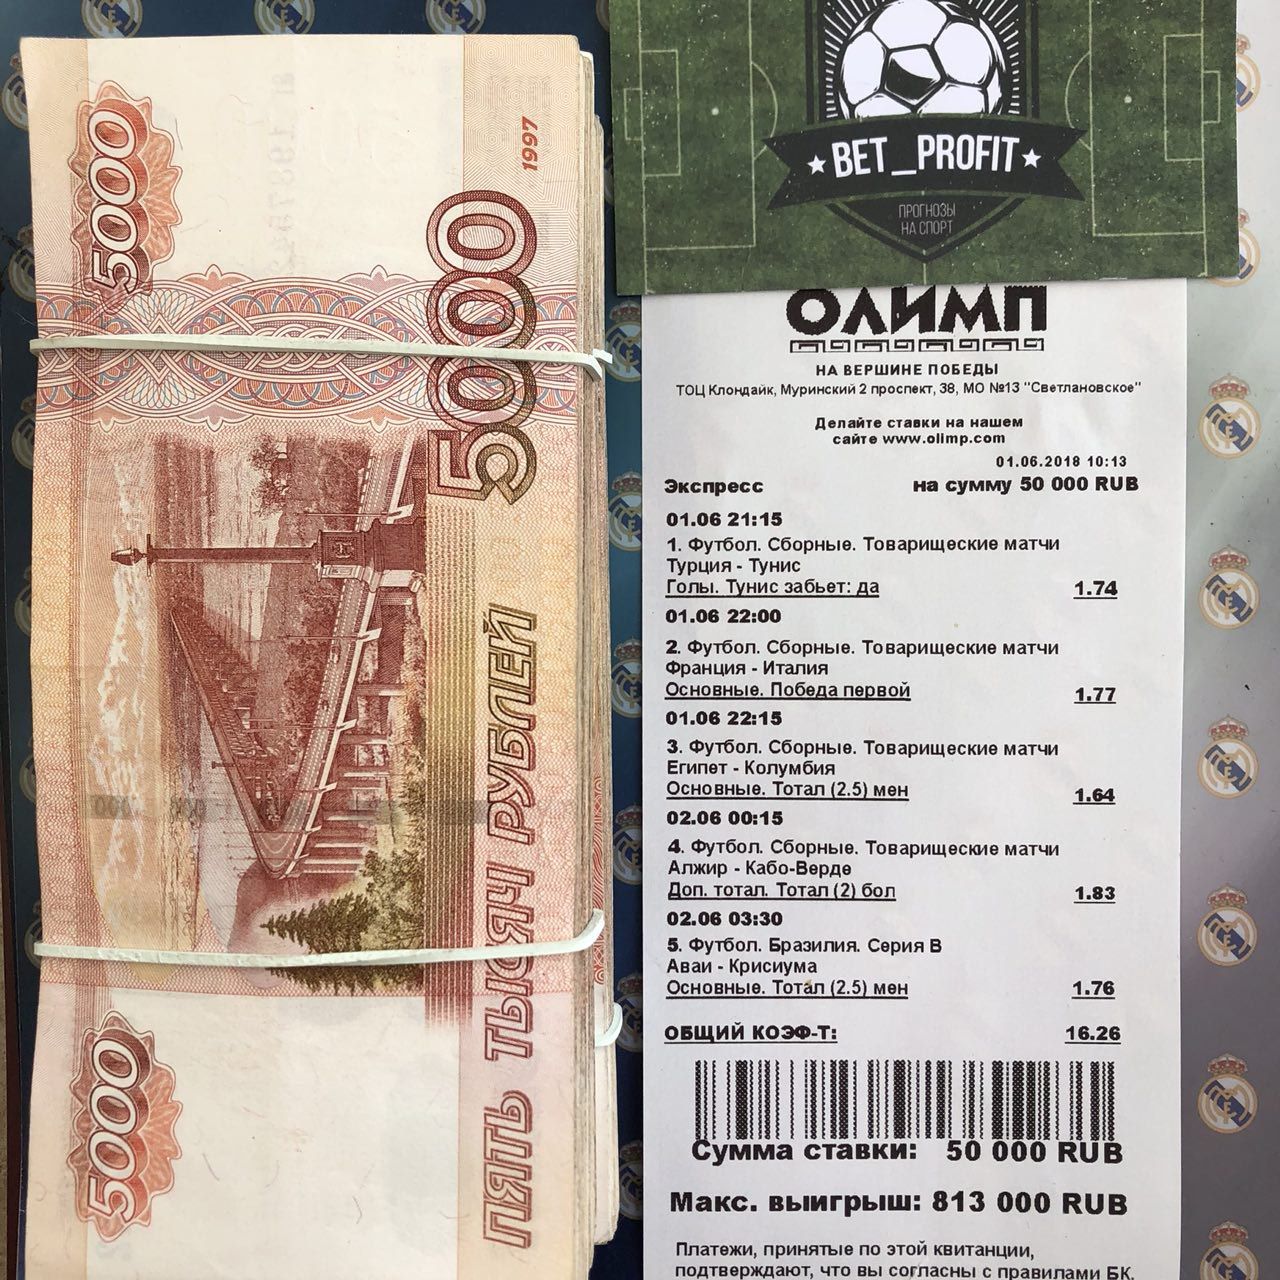 5000
1997
5000
ПЯТЬ ТЫСЯЧ РУБЛЕЙ
5000
BET_PROFIT
ПРОГНОЗЫ
НА СПОРТ
ОЛИМП
НА ВЕРШИНЕ ПОБЕДЫ
ТОЦ Клондайк, Муринский 2 проспект, 38, МО №13 "Светлановское"
Делайте ставки на нашем
сайте www.olimp.com
01.06.2018 10:13
Экспресс на сумму 50 000 RUB
01.06 21:15
1. Футбол. Сборные. Товарищеские матчи
Турция - Тунис
Голы. Тунис забьет: да 1.74
01.06 22:00
2. Футбол. Сборные. Товарищеские матчи
Франция - Италия
Основные. Победа первой 1.77
01.06 22:15
3. Футбол. Сборные. Товарищеские матчи
Египет - Колумбия
Основные. Тотал (2.5) мен 1.64
02.06 00:15
4. Футбол. Сборные. Товарищеские матчи
Алжир - Кабо-Верде
Доп. тотал. Тотал (2) бол 1.83
02.06 03:30
5. Футбол. Бразилия. Серия B
Аваи - Крисиума
Основные. Тотал (2.5) мен 1.76
ОБЩИЙ КОЭФ-Т: 16.26
Сумма ставки: 50 000 RUB
Макс. выигрыш: 813 000 RUB
Платежи, принятые по этой квитанции,
подтверждают, что вы согласны с правилами БК.